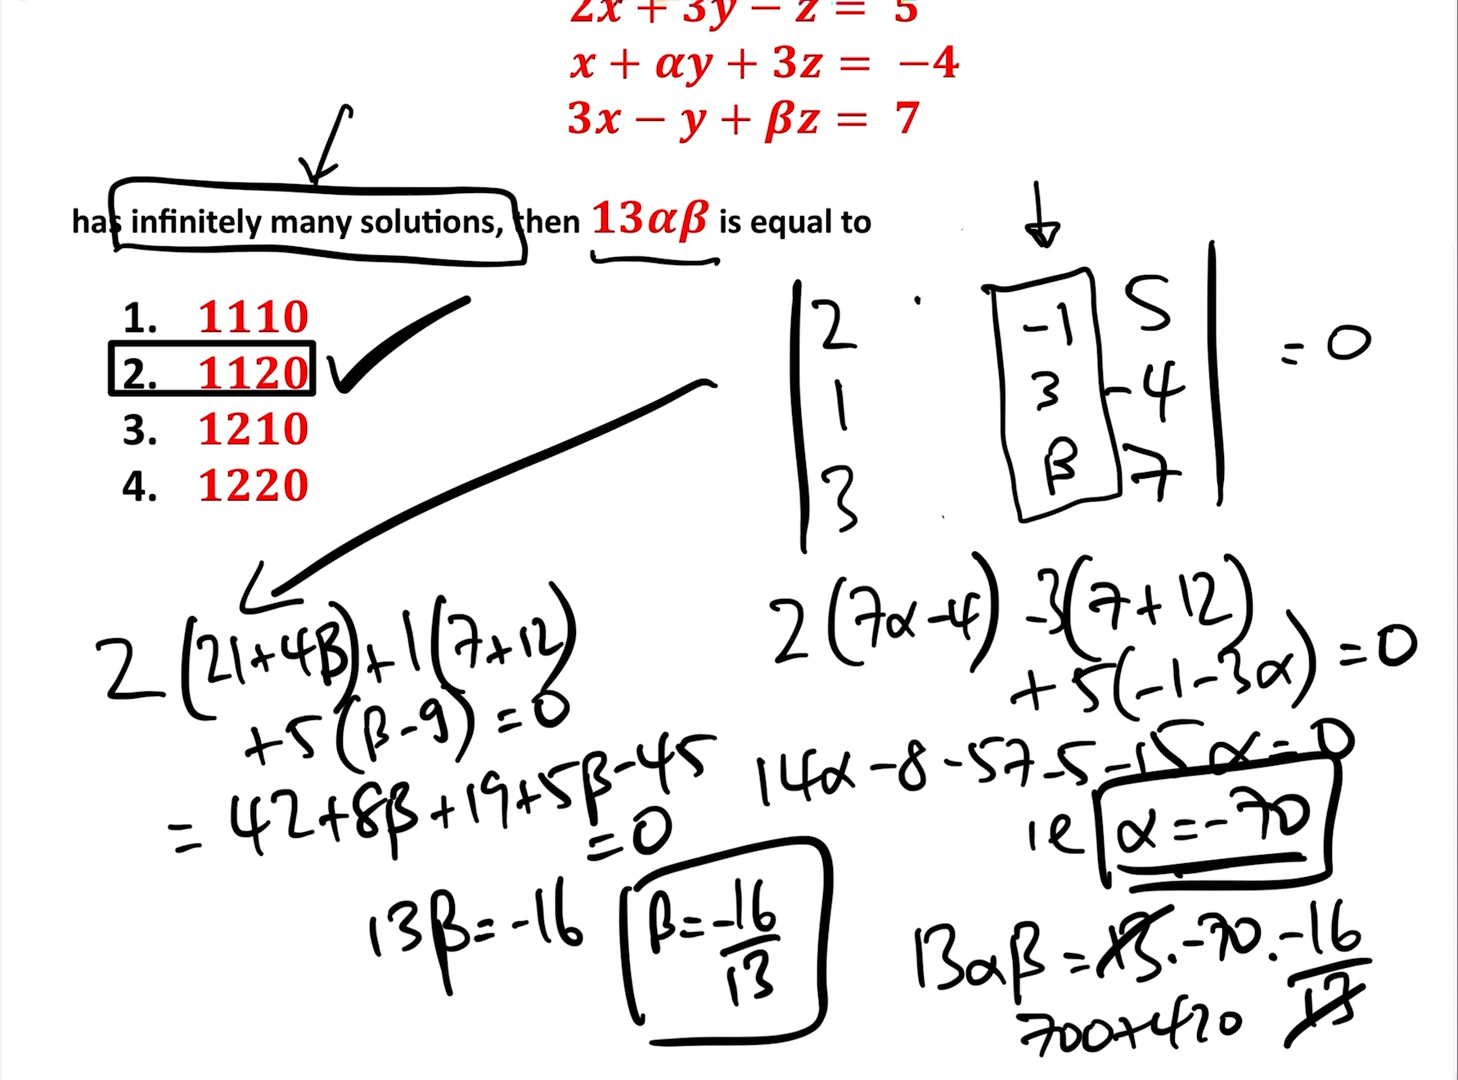 2x + 3y − z = 5
x + αy + 3z = −4
3x − y + βz = 7
has infinitely many solutions, then 13αβ is equal to
1. 1110
2. 1120
3. 1210
4. 1220
2 -1 5
1 3 -4 = 0
3 β 7
2(7α-4) -3(7+12)
+5(-1-3α) = 0
14α-8-57-5-15α=0
ie α=-70
2(21+4β)+1(7+12)
+5(β-9)=0
= 42+8β+19+5β-45
=0
13β=-16 β=-16/13
13αβ = 13.-70.-16/13
700+420